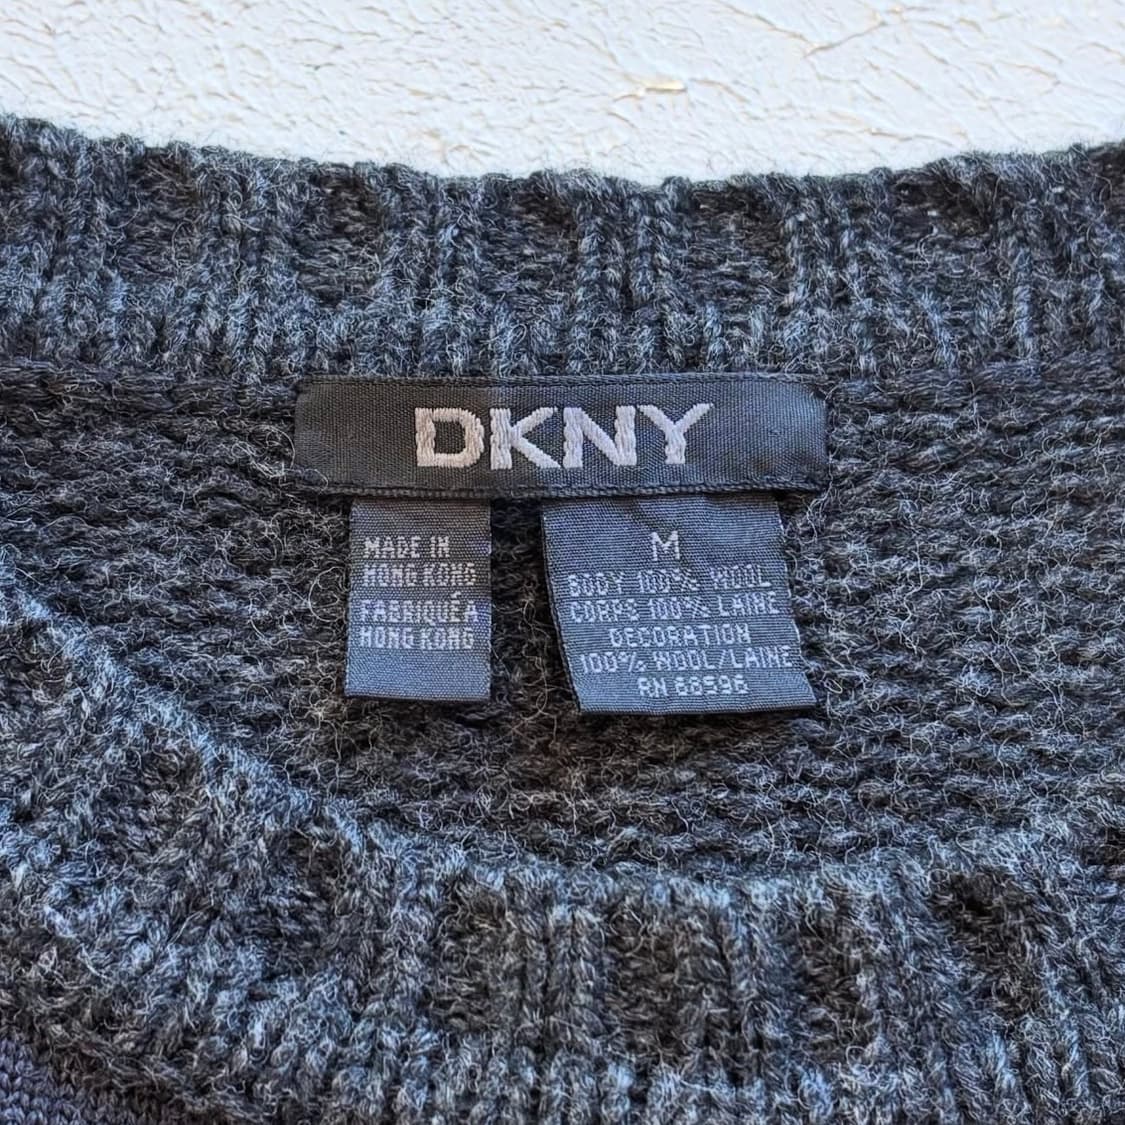 DKNY
MADE IN
HONG KONG
FABRIQUÉ A
HONG KONG
M
BODY 100% WOOL
CORPS 100% LAINE
DECORATION
100% WOOL/LAINE
RN 68596